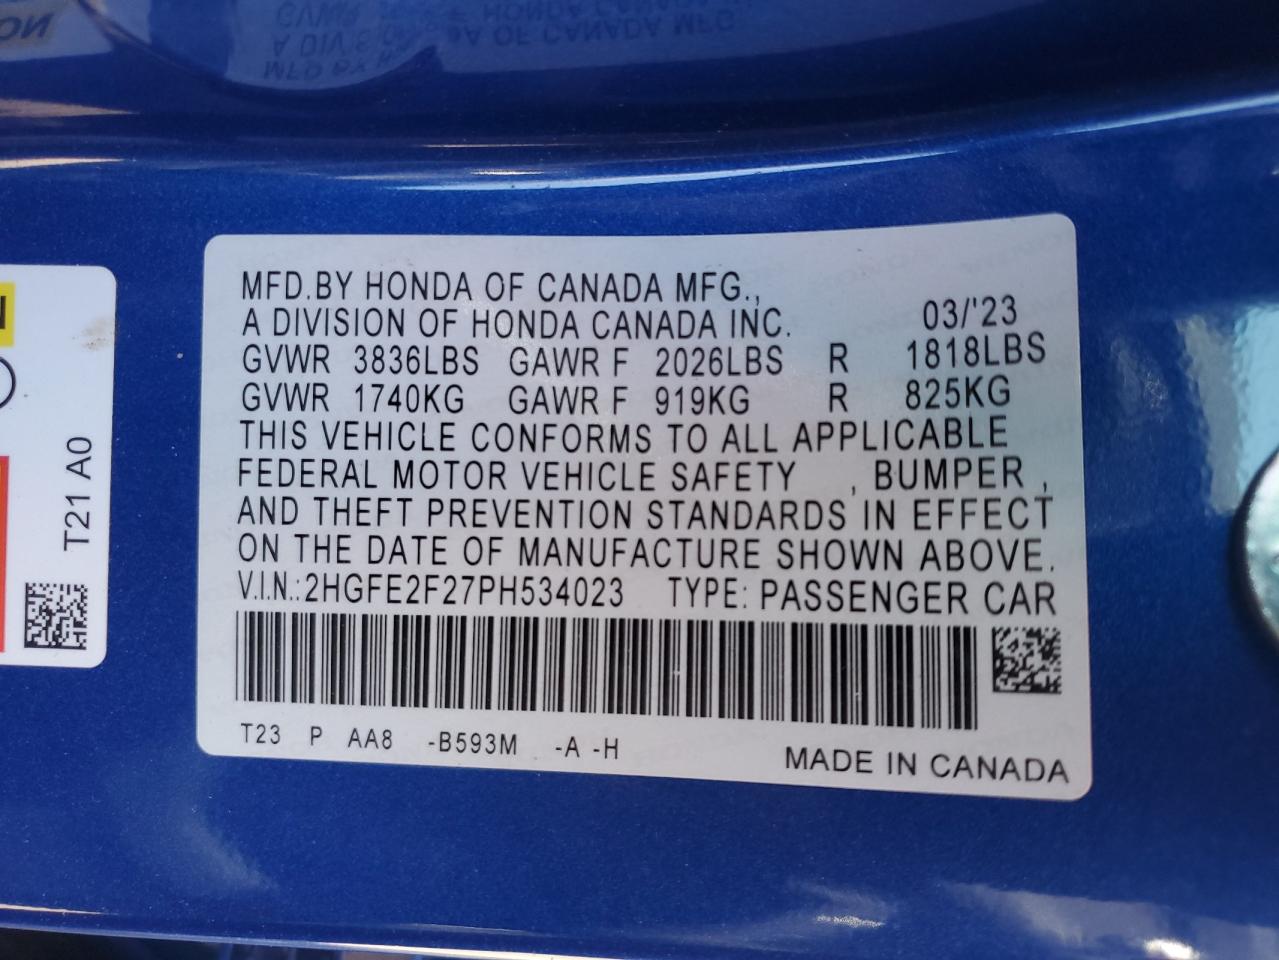 MFD.BY HONDA OF CANADA MFG.,
A DIVISION OF HONDA CANADA INC. 03/'23
GVWR 3836LBS GAWR F 2026LBS R 1818LBS
GVWR 1740KG GAWR F 919KG R 825KG
THIS VEHICLE CONFORMS TO ALL APPLICABLE
FEDERAL MOTOR VEHICLE SAFETY , BUMPER ,
AND THEFT PREVENTION STANDARDS IN EFFECT
ON THE DATE OF MANUFACTURE SHOWN ABOVE.
V.I.N.:2HGFE2F27PH534023 TYPE: PASSENGER CAR
T23 P AA8 -B593M -A -H
MADE IN CANADA
T21 A0